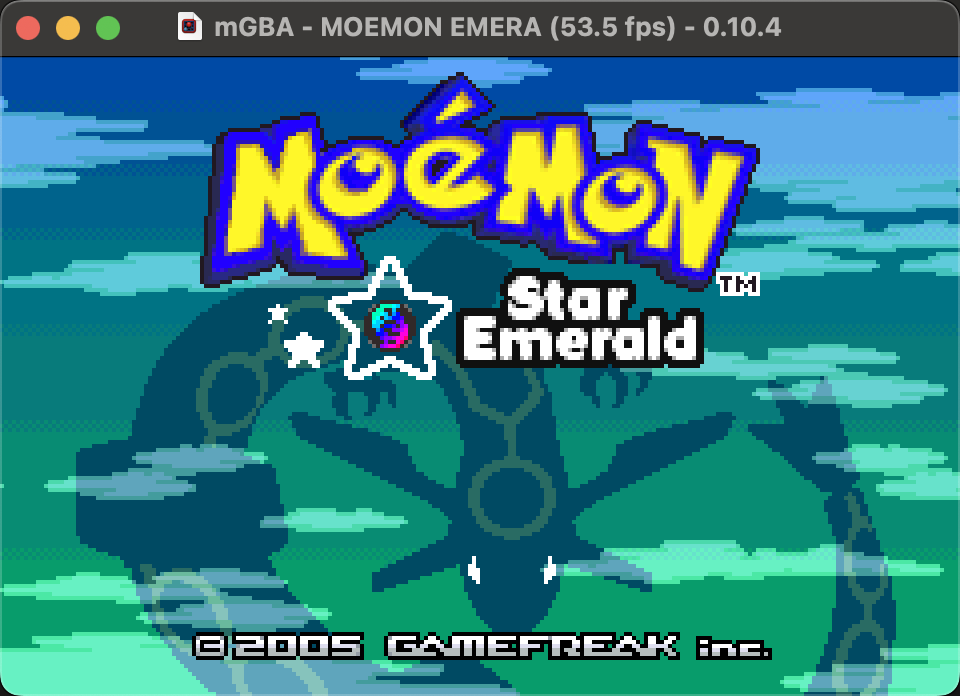 mGBA - MOEMON EMERA (53.5 fps) - 0.10.4
Moémon
TM
Star
Emerald
©2005 GAMEFREAK inc.